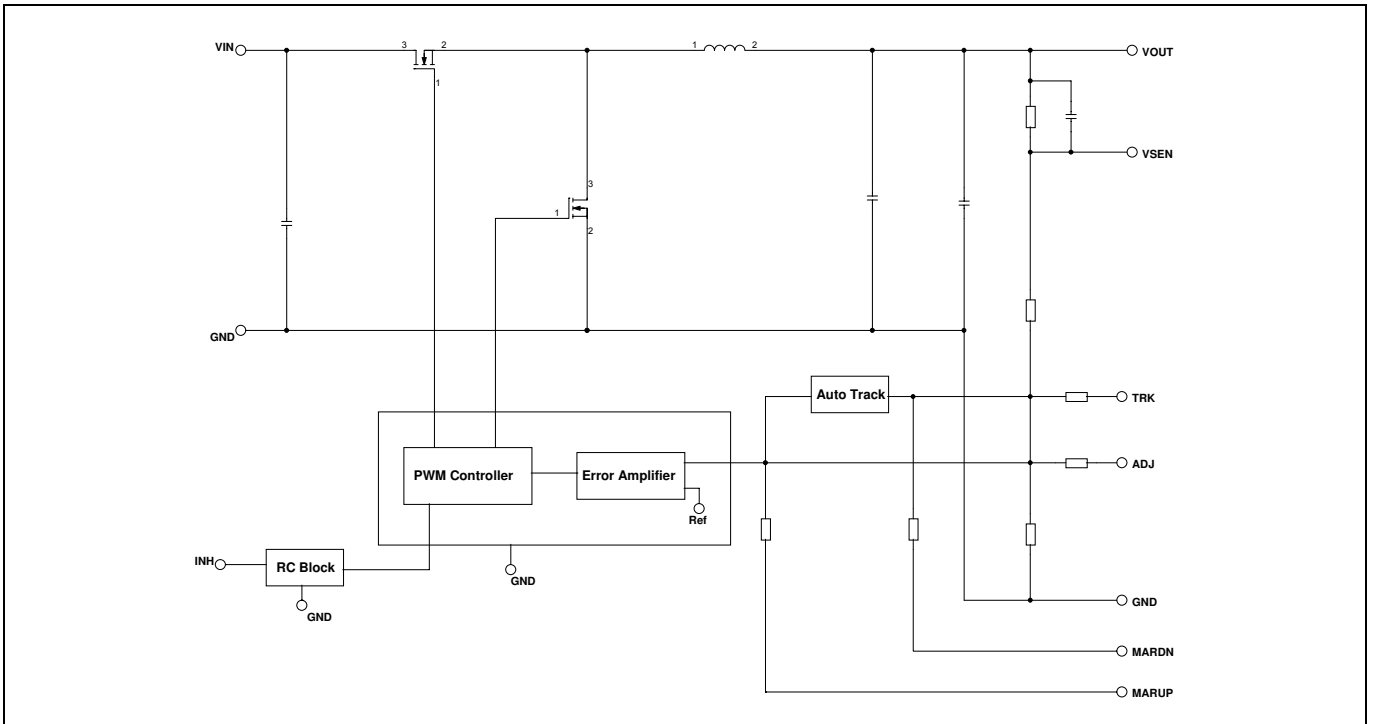 VIN
3
2
1
1
2
VOUT
VSEN
3
1
2
GND
Auto Track
TRK
PWM Controller
Error Amplifier
ADJ
Ref
INH
RC Block
GND
GND
GND
MARDN
MARUP